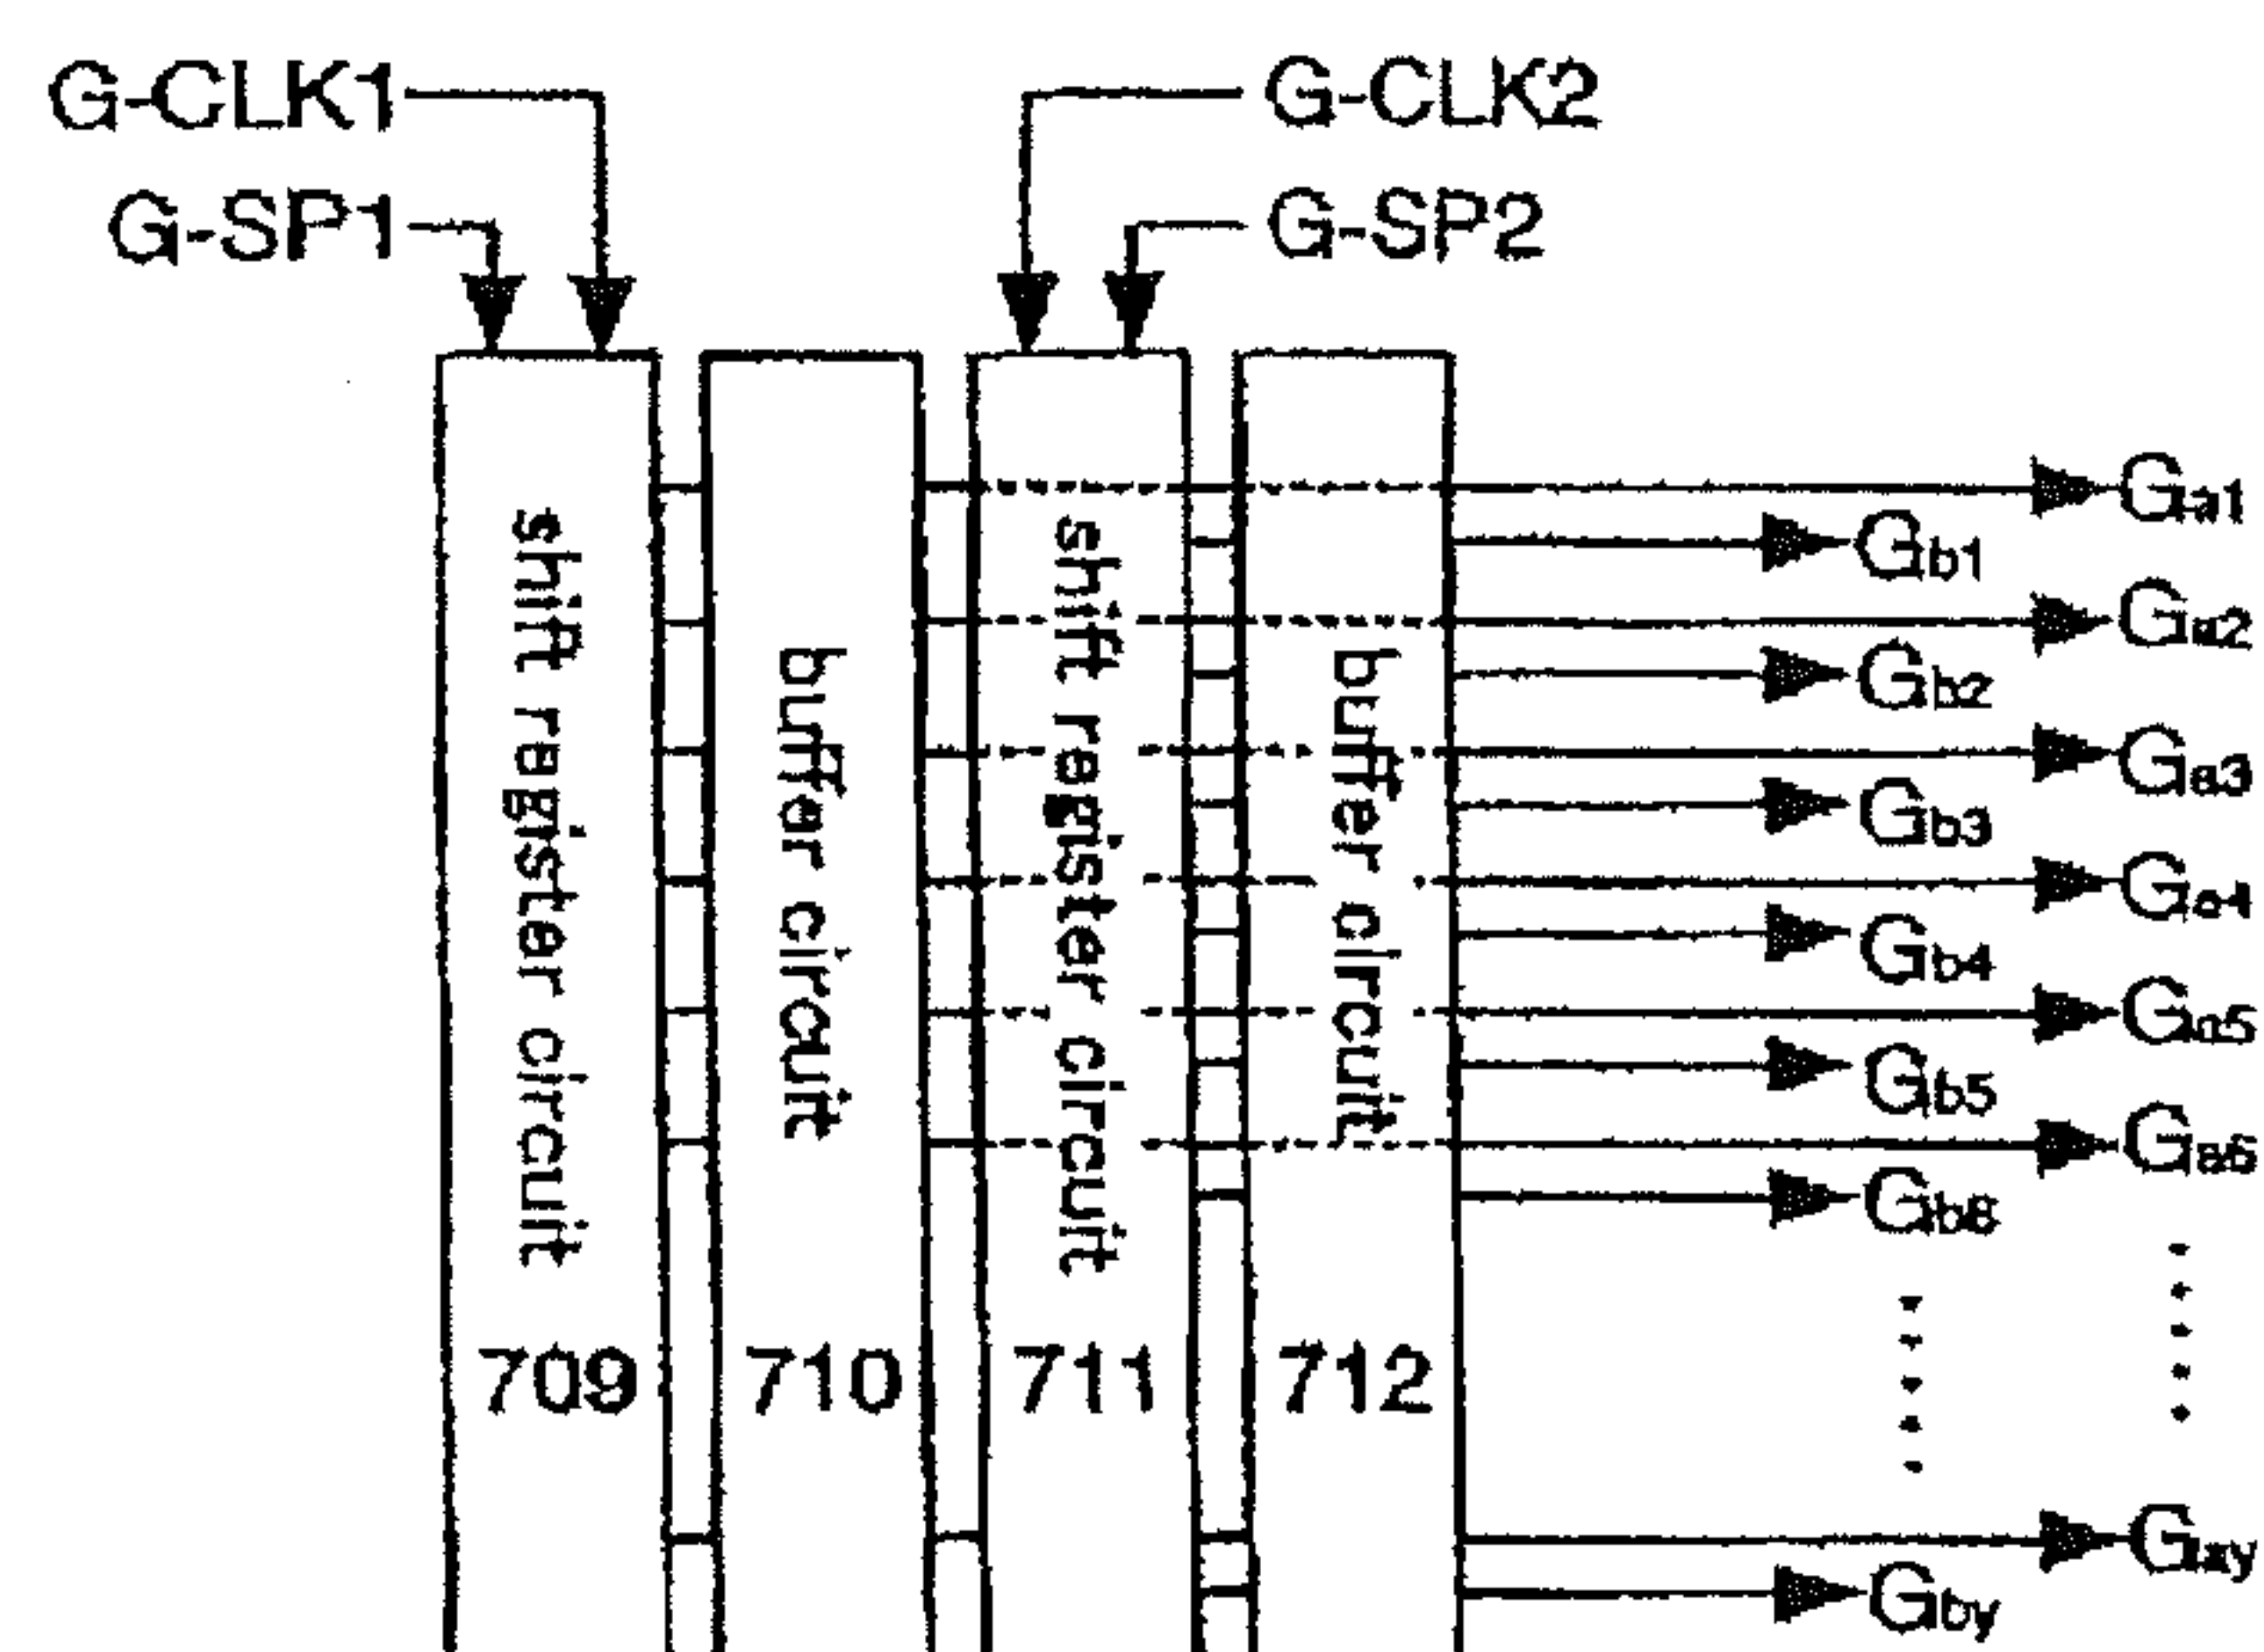 G-CLK1
G-SP1
G-CLK2
G-SP2
shift register circuit
709
buffer circuit
710
shift register circuit
711
buffer circuit
712
Ga1
Gb1
Ga2
Gb2
Ga3
Gb3
Gb4
Ga5
Gb5
Ga6
Gb6
Gay
Gby